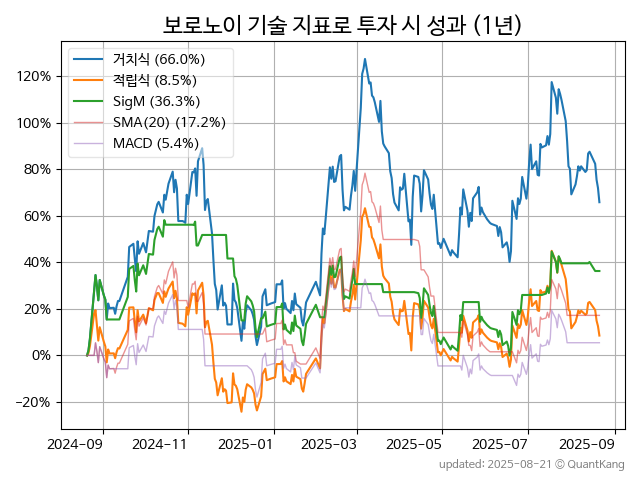 보로노이 기술 지표로 투자 시 성과 (1년)
거치식 (66.0%)
적립식 (8.5%)
SigM (36.3%)
SMA(20) (17.2%)
MACD (5.4%)
120%
100%
80%
60%
40%
20%
0%
−20%
2024−09 2024−11 2025−01 2025−03 2025−05 2025−07 2025−09
updated: 2025-08-21 © QuantKang